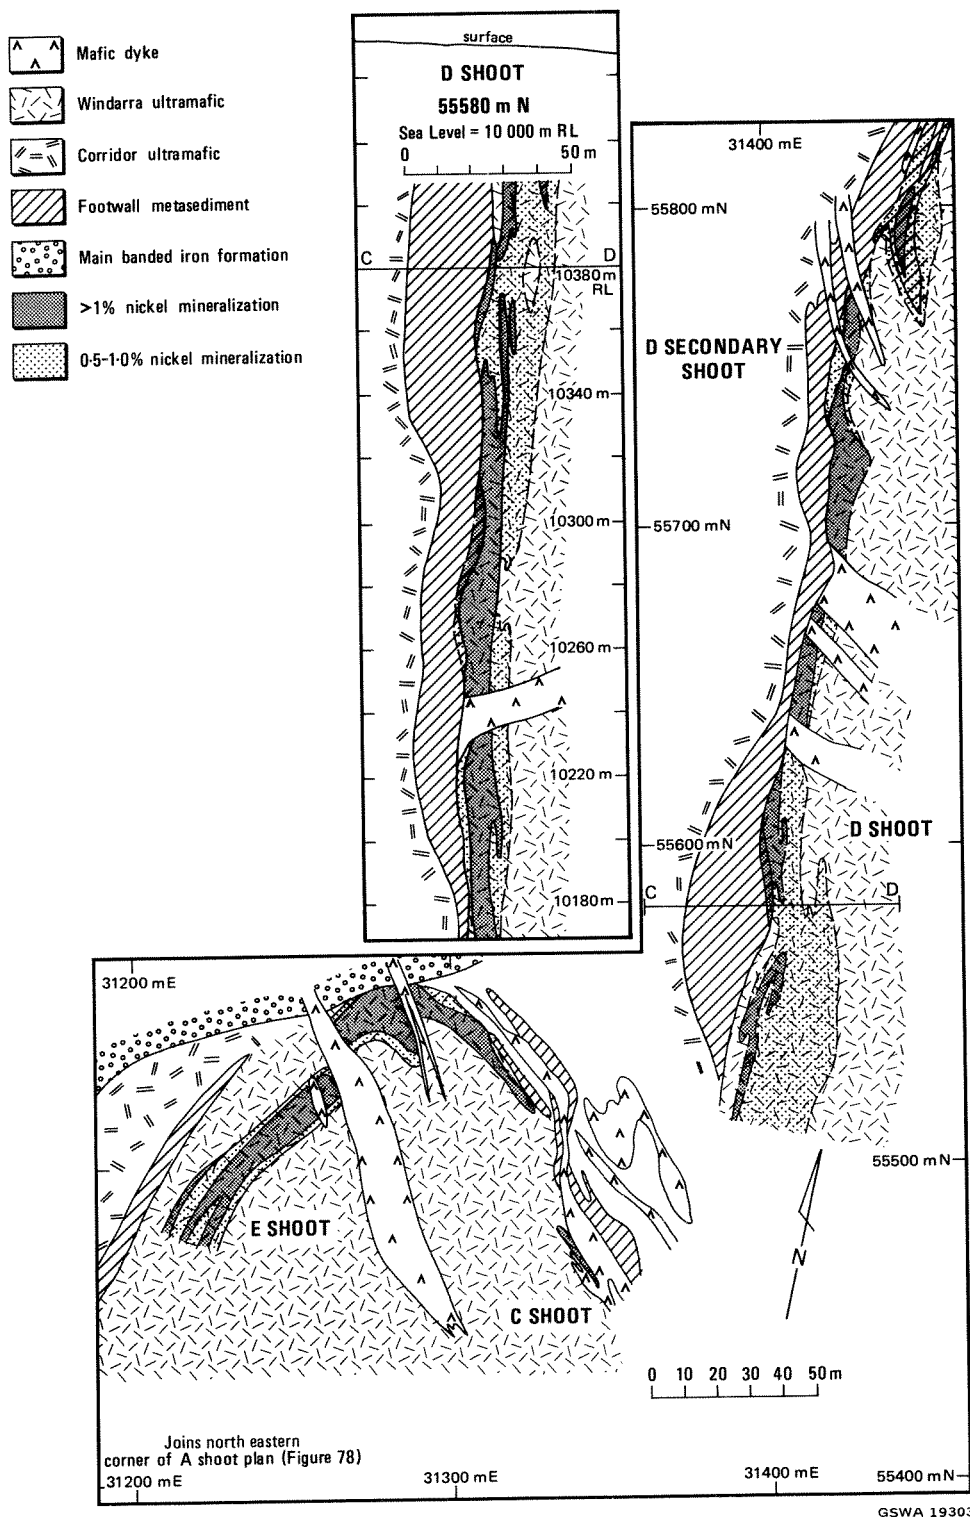 Mafic dyke
Windarra ultramafic
Corridor ultramafic
Footwall metasediment
Main banded iron formation
>1% nickel mineralization
0·5-1·0% nickel mineralization
surface
D SHOOT
55580 m N
Sea Level = 10 000 m RL
0 50 m
C D
10380 m
RL
10340 m
10300 m
10260 m
10220 m
10180 m
31400 mE
55800 mN
D SECONDARY
SHOOT
55700 mN
D SHOOT
55600 mN
C D
55500 mN
N
31200 mE
E SHOOT
C SHOOT
0 10 20 30 40 50 m
Joins north eastern
corner of A shoot plan (Figure 78)
31200 mE 31300 mE 31400 mE 55400 mN
GSWA 19303